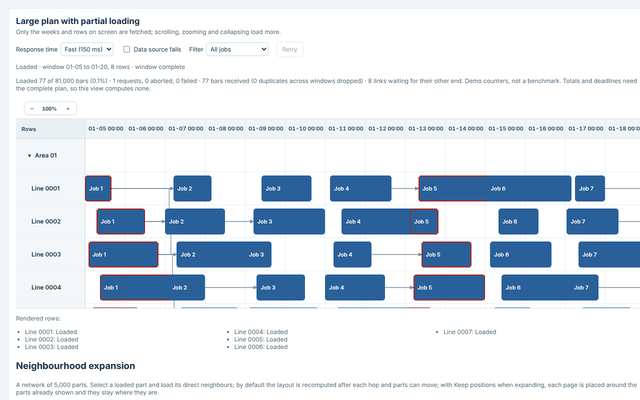 Large plan with partial loading
Only the weeks and rows on screen are fetched; scrolling, zooming and collapsing load more.
Response time Fast (150 ms) Data source fails Filter All jobs Retry
Loaded · window 01-05 to 01-20, 8 rows · window complete
Loaded 77 of 81,000 bars (0.1%) · 1 requests, 0 aborted, 0 failed · 77 bars received (0 duplicates across windows dropped) · 8 links waiting for their other end. Demo counters, not a benchmark. Totals and deadlines need
the complete plan, so this view computes none.
− 100% +
Rows 01-05 00:00 01-06 00:00 01-07 00:00 01-08 00:00 01-09 00:00 01-10 00:00 01-11 00:00 01-12 00:00 01-13 00:00 01-14 00:00 01-15 00:00 01-16 00:00 01-17 00:00 01-18 00:
▼ Area 01
Line 0001 Job 1 Job 2 Job 3 Job 4 Job 5 Job 6 Job 7
Line 0002 Job 1 Job 2 Job 3 Job 4 Job 5 Job 6 Job 7
Line 0003 Job 1 Job 2 Job 3 Job 4 Job 5 Job 6 Job 7
Line 0004 Job 1 Job 2 Job 3 Job 4 Job 5 Job 6 Job 7
Rendered rows:
• Line 0001: Loaded • Line 0004: Loaded • Line 0007: Loaded
• Line 0002: Loaded • Line 0005: Loaded
• Line 0003: Loaded • Line 0006: Loaded
Neighbourhood expansion
A network of 5,000 parts. Select a loaded part and load its direct neighbours; by default the layout is recomputed after each hop and parts can move; with Keep positions when expanding, each page is placed around the
parts already shown and they stay where they are.